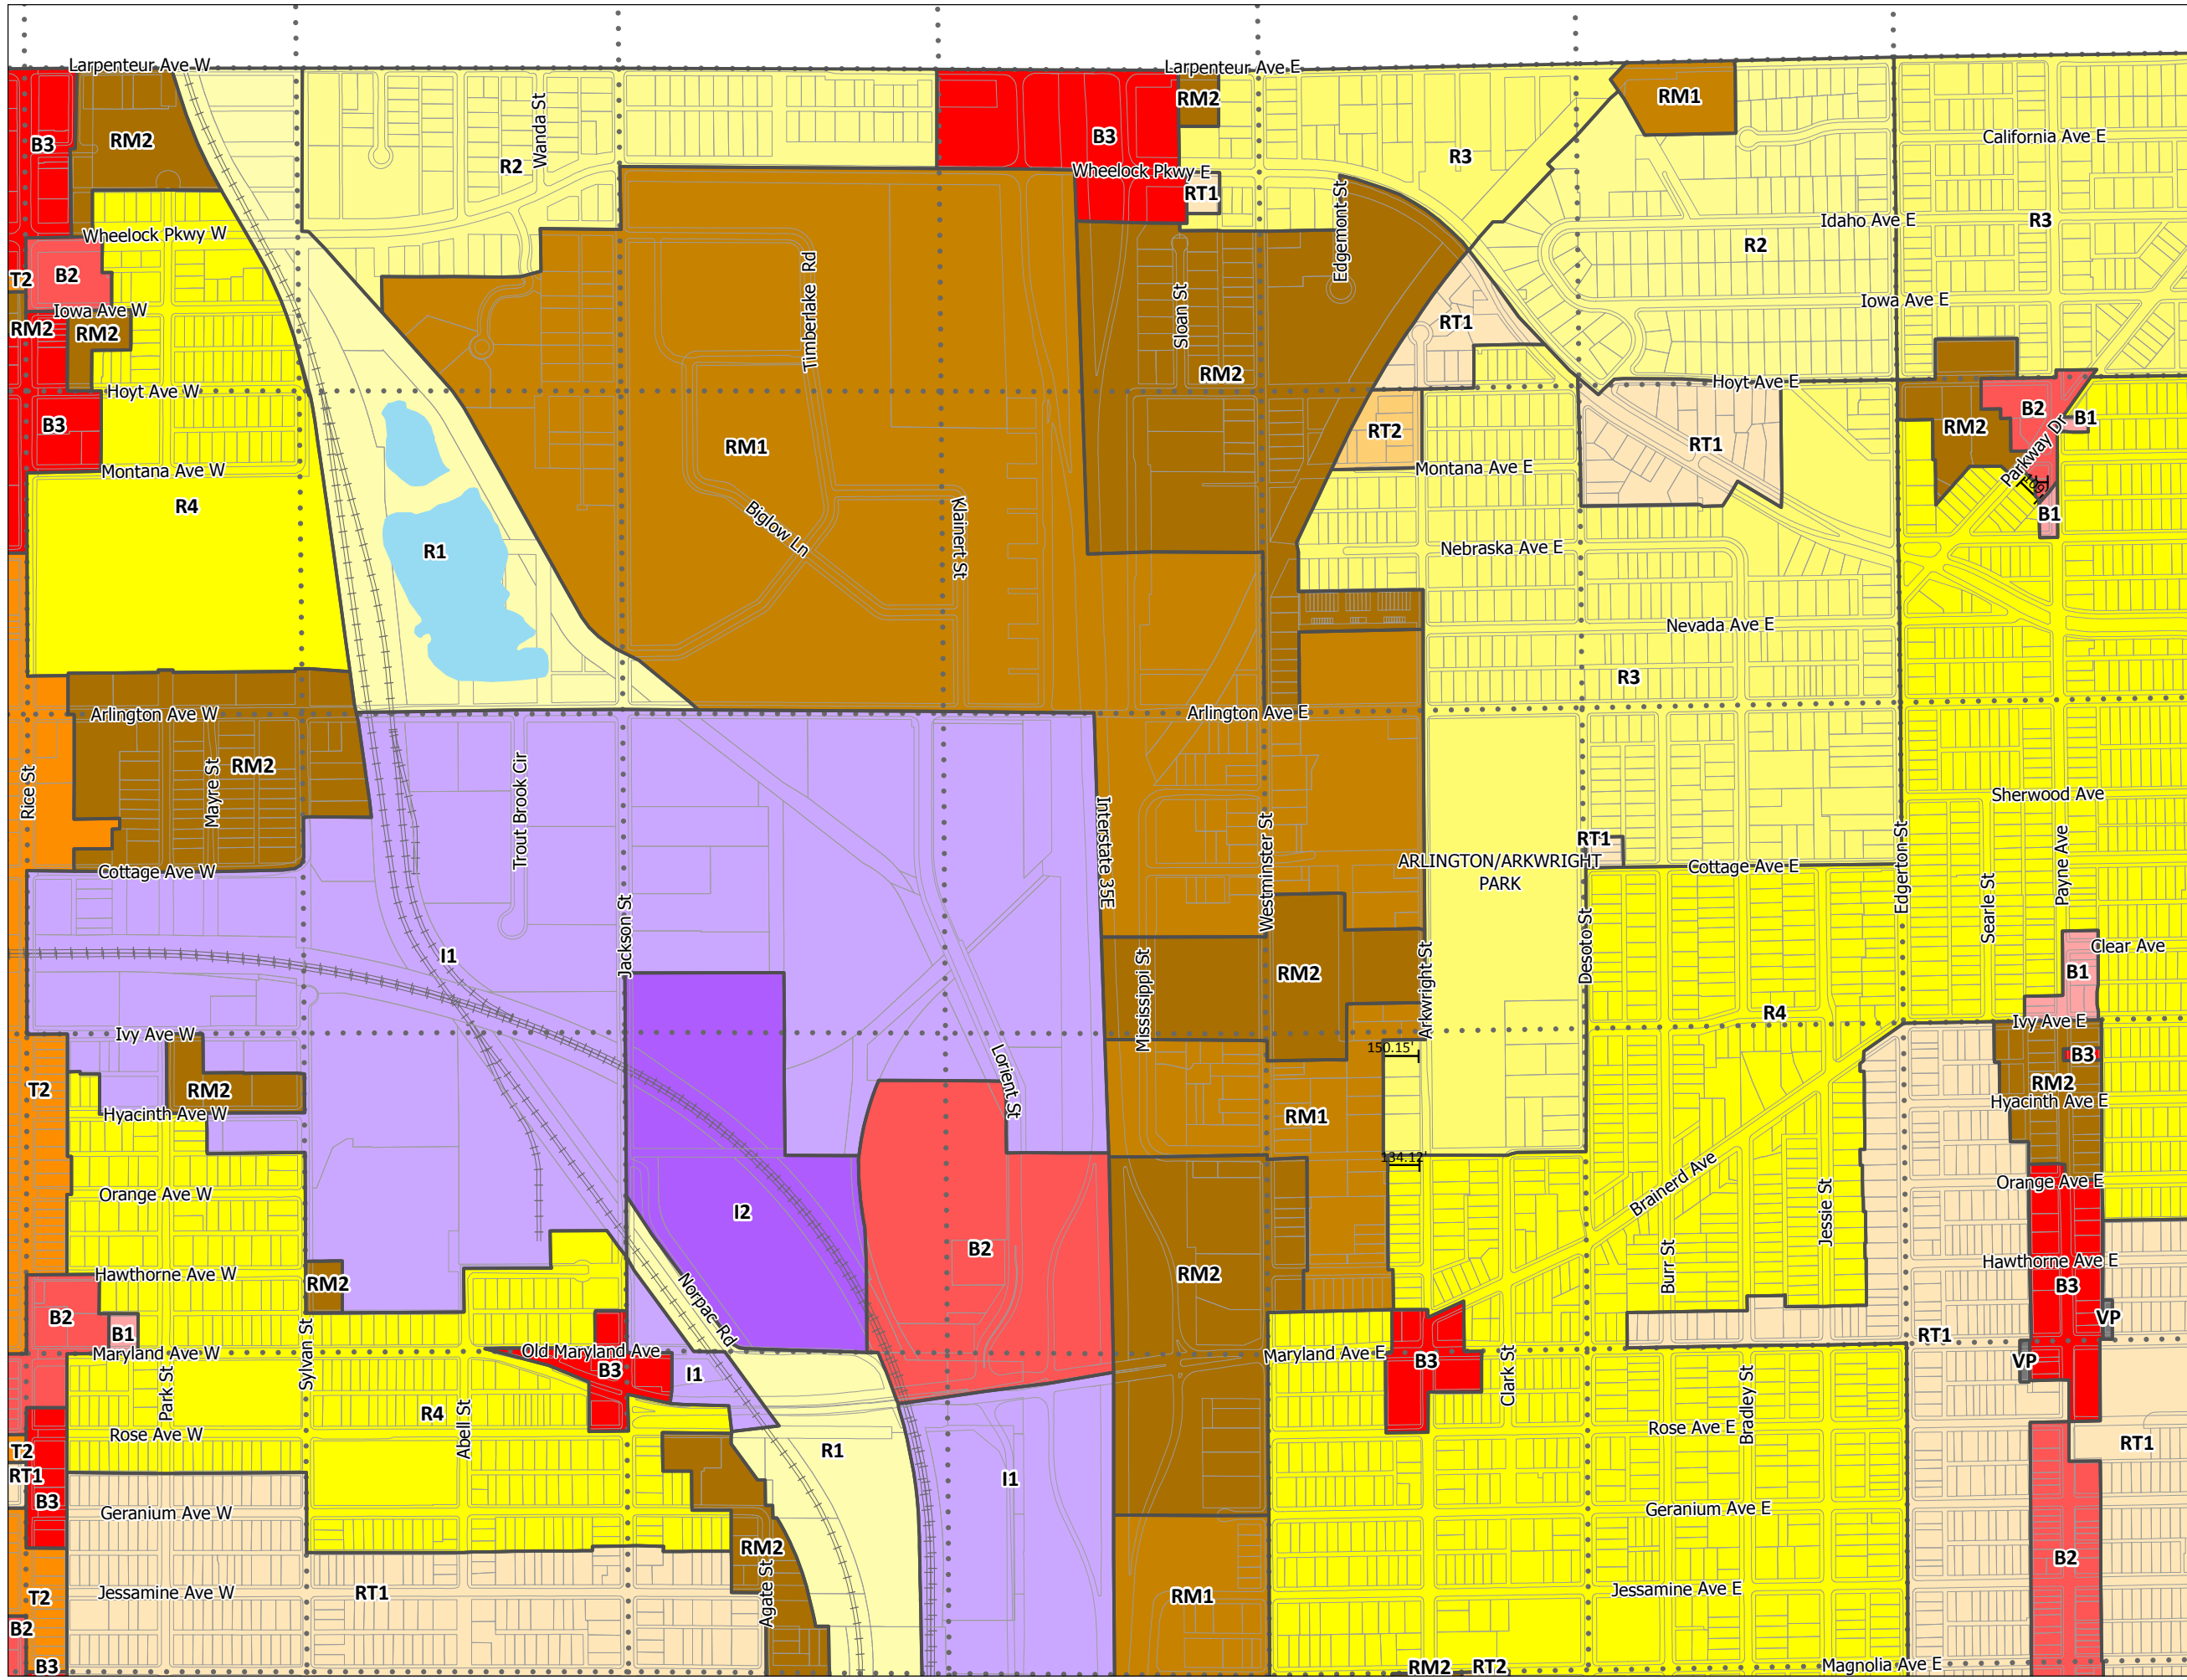 Larpenteur Ave W
Larpenteur Ave E
RM2
RM1
B3
RM2
Wanda St
B3
California Ave E
R2
R3
Wheelock Pkwy E
RT1
Edgemont St
Idaho Ave E
R3
Wheelock Pkwy W
R2
T2
B2
Timberlake Rd
Sloan St
Iowa Ave E
Iowa Ave W
RM2
RM2
RT1
RM2
Hoyt Ave E
Hoyt Ave W
B3
RM1
RT2
RT1
RM2
B2
B1
Parkway Dr
Montana Ave W
Montana Ave E
R4
Biglow Ln
Klainert St
B1
R1
Nebraska Ave E
Nevada Ave E
R3
Arlington Ave W
Arlington Ave E
Rice St
Mayre St
RM2
Trout Brook Cir
Interstate 35E
Westminster St
Sherwood Ave
RT1
Edgerton St
Payne Ave
ARLINGTON/ARKWRIGHT
PARK
Cottage Ave E
Cottage Ave W
Jackson St
Searle St
Desoto St
Clear Ave
I1
Mississippi St
RM2
Arkwright St
B1
R4
Ivy Ave E
Ivy Ave W
Lorient St
150.15'
B3
T2
RM2
RM2
Hyacinth Ave E
Hyacinth Ave W
RM1
134.12'
Brainerd Ave
Orange Ave E
Orange Ave W
Jessie St
I2
B2
Burr St
Hawthorne Ave E
Hawthorne Ave W
RM2
RM2
B3
Norpac Rd
B2
B1
VP
RT1
Sylvan St
Maryland Ave W
Old Maryland Ave
Maryland Ave E
B3
B3
VP
I1
Clark St
Park St
R4
Abell St
Bradley St
Rose Ave W
Rose Ave E
R1
RT1
T2
RT1
I1
B3
Geranium Ave W
Geranium Ave E
RM2
B2
Agate St
Jessamine Ave W
RT1
Jessamine Ave E
T2
RM1
B2
B3
RM2
RT2
Magnolia Ave E